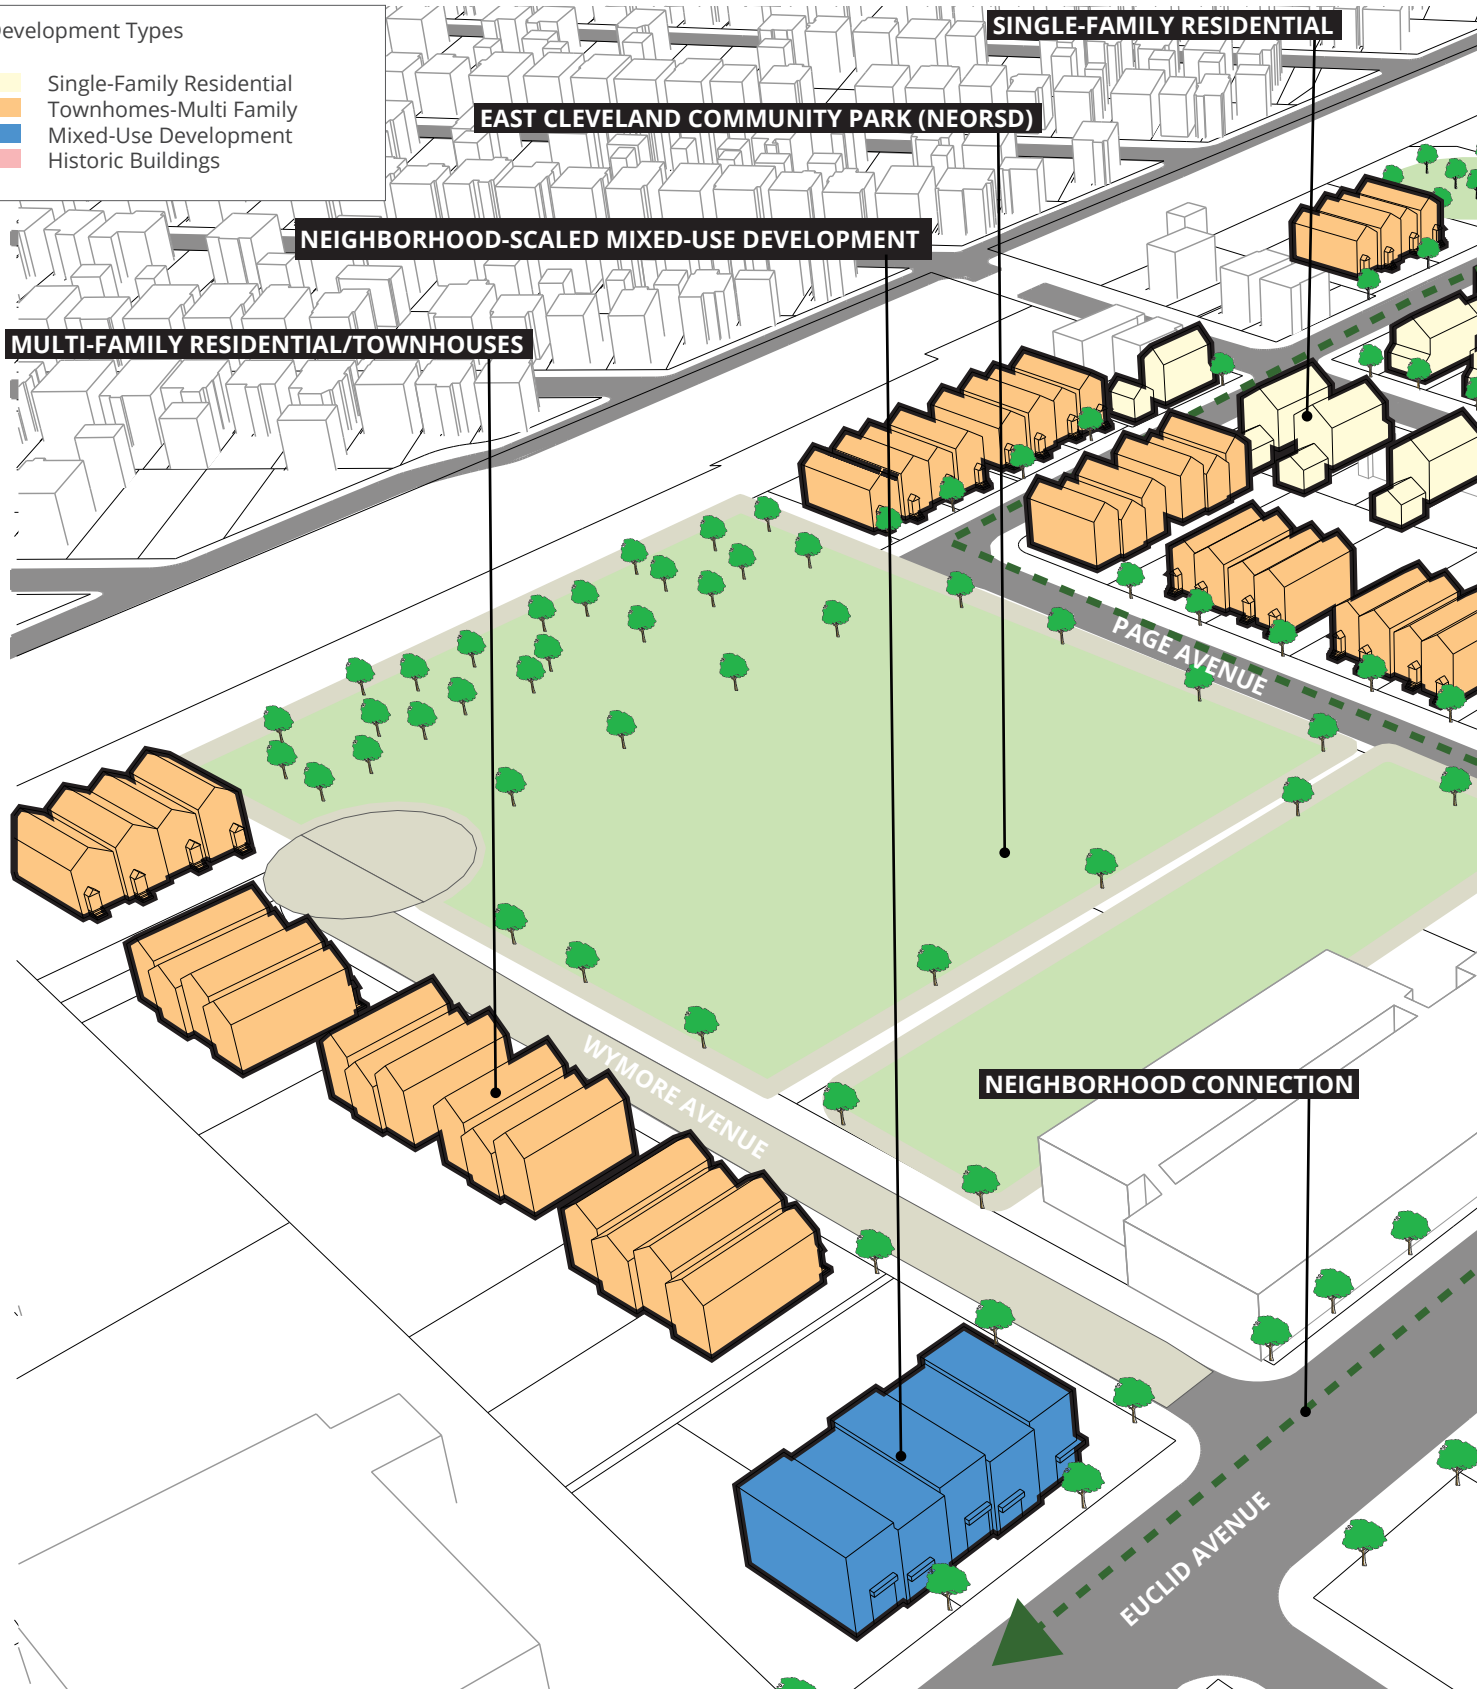 evelopment Types
Single-Family Residential
Townhomes-Multi Family
Mixed-Use Development
Historic Buildings
SINGLE-FAMILY RESIDENTIAL
EAST CLEVELAND COMMUNITY PARK (NEORSD)
NEIGHBORHOOD-SCALED MIXED-USE DEVELOPMENT
MULTI-FAMILY RESIDENTIAL/TOWNHOUSES
PAGE AVENUE
WYMORE AVENUE
NEIGHBORHOOD CONNECTION
EUCLID AVENUE